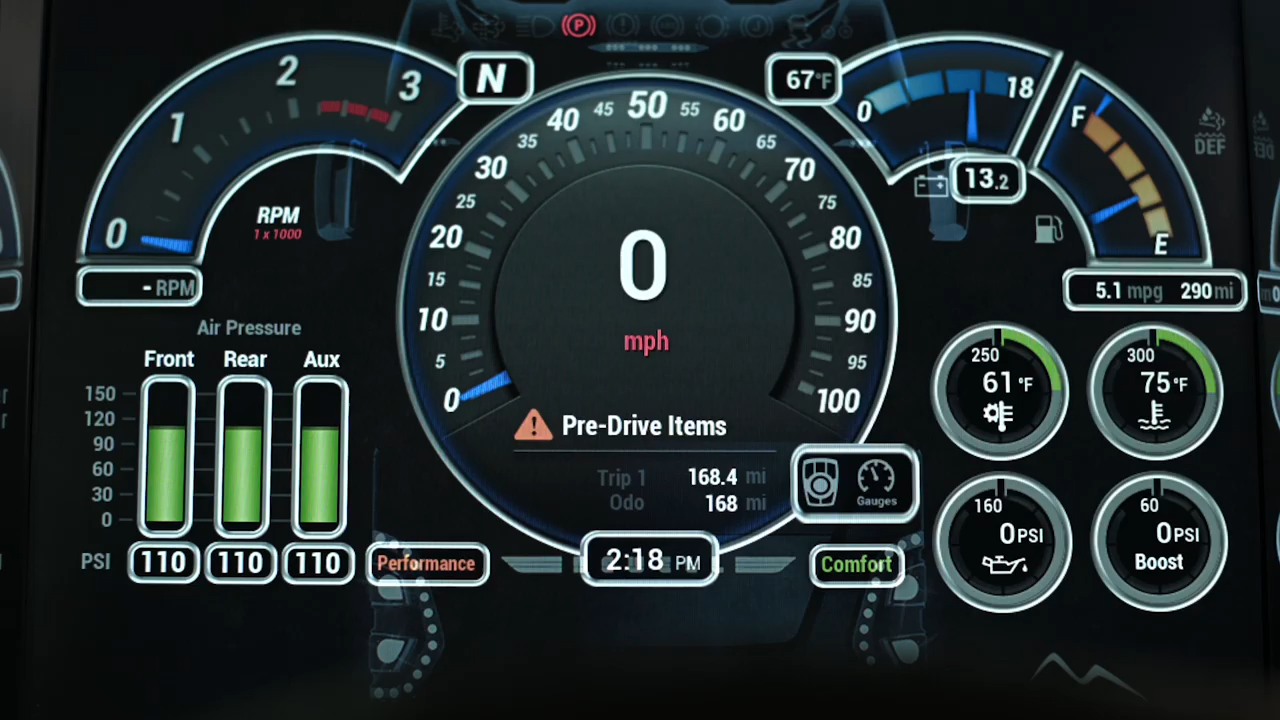 P
0
1
2
3
N
RPM
1 x 1000
- RPM
67°F
0
18
13.2
F
E
DEF
5.1 mpg 290 mi
0
5
10
15
20
25
30
35
40
45
50
55
60
65
70
75
80
85
90
95
100
0
mph
Pre-Drive Items
Trip 1 168.4 mi
Odo 168 mi
Gauges
Air Pressure
Front Rear Aux
150
120
90
60
30
0
PSI 110 110 110
Performance
2:18 PM
Comfort
250
61 °F
300
75 °F
160
0 PSI
60
0 PSI
Boost